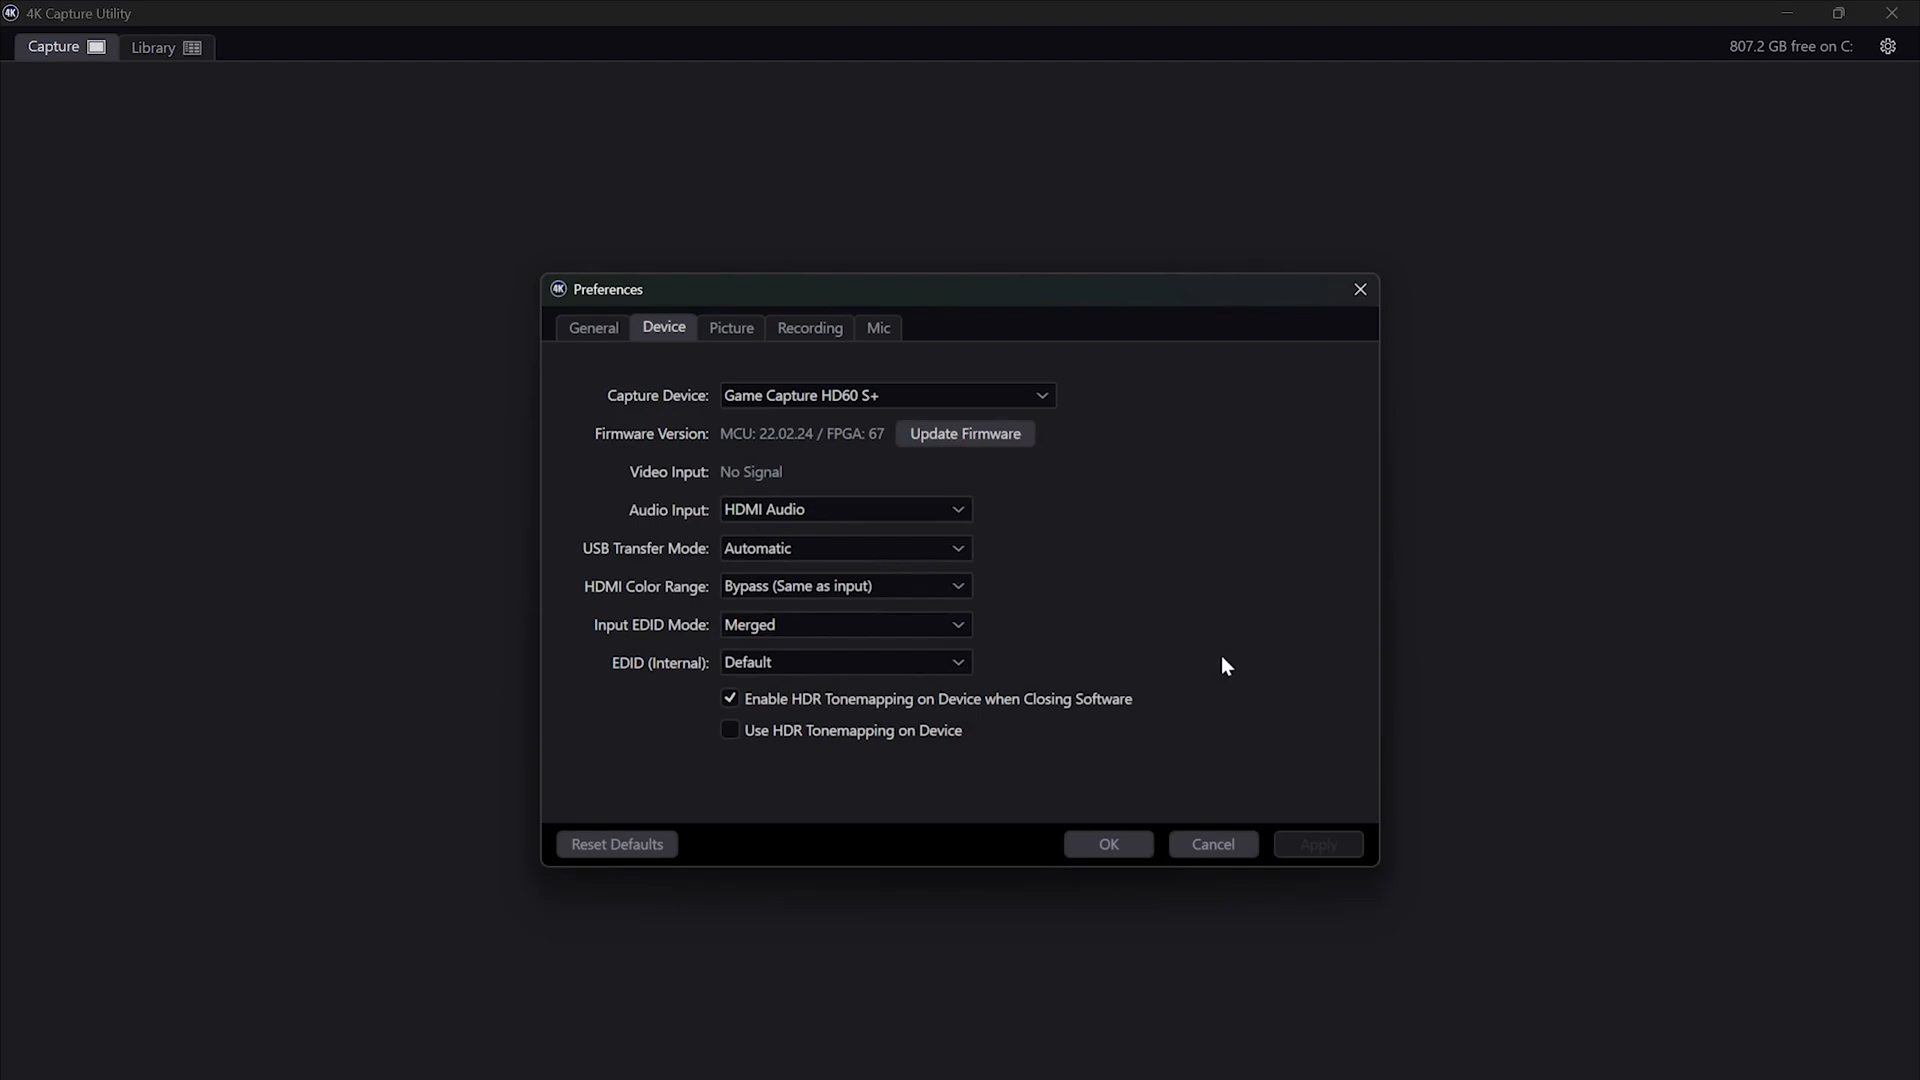 4K 4K Capture Utility
Capture Library 807.2 GB free on C:
4K Preferences
General Device Picture Recording Mic
Capture Device: Game Capture HD60 S+
Firmware Version: MCU: 22.02.24 / FPGA: 67 Update Firmware
Video Input: No Signal
Audio Input: HDMI Audio
USB Transfer Mode: Automatic
HDMI Color Range: Bypass (Same as input)
Input EDID Mode: Merged
EDID (Internal): Default
Enable HDR Tonemapping on Device when Closing Software
Use HDR Tonemapping on Device
Reset Defaults OK Cancel Apply